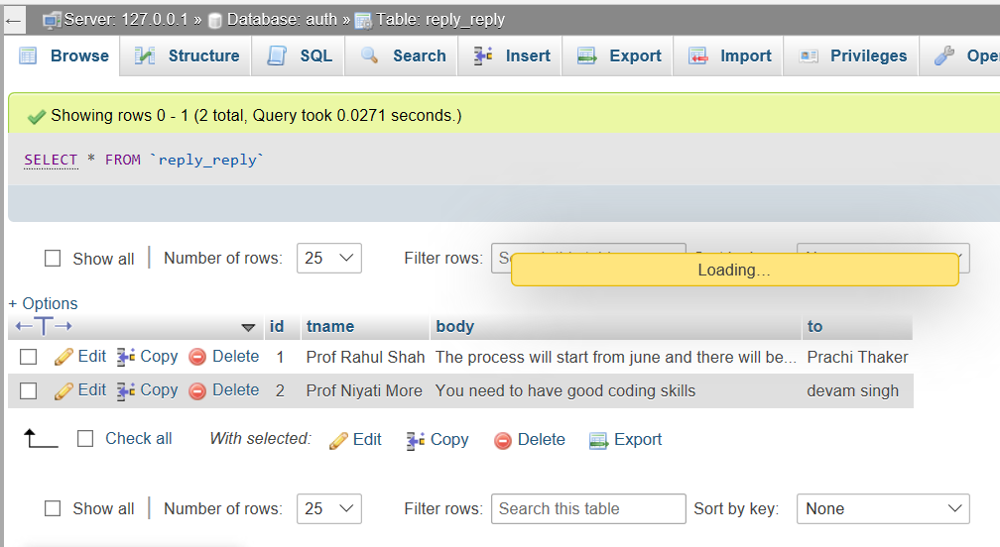 ← Server: 127.0.0.1 » Database: auth » Table: reply_reply
Browse Structure SQL Search Insert Export Import Privileges
Showing rows 0 - 1 (2 total, Query took 0.0271 seconds.)
SELECT * FROM `reply_reply`
Show all Number of rows: 25 Filter rows:
Loading...
+ Options
←T→ id tname body to
Edit Copy Delete 1 Prof Rahul Shah The process will start from june and there will be... Prachi Thaker
Edit Copy Delete 2 Prof Niyati More You need to have good coding skills devam singh
Check all With selected: Edit Copy Delete Export
Show all Number of rows: 25 Filter rows: Search this table Sort by key: None